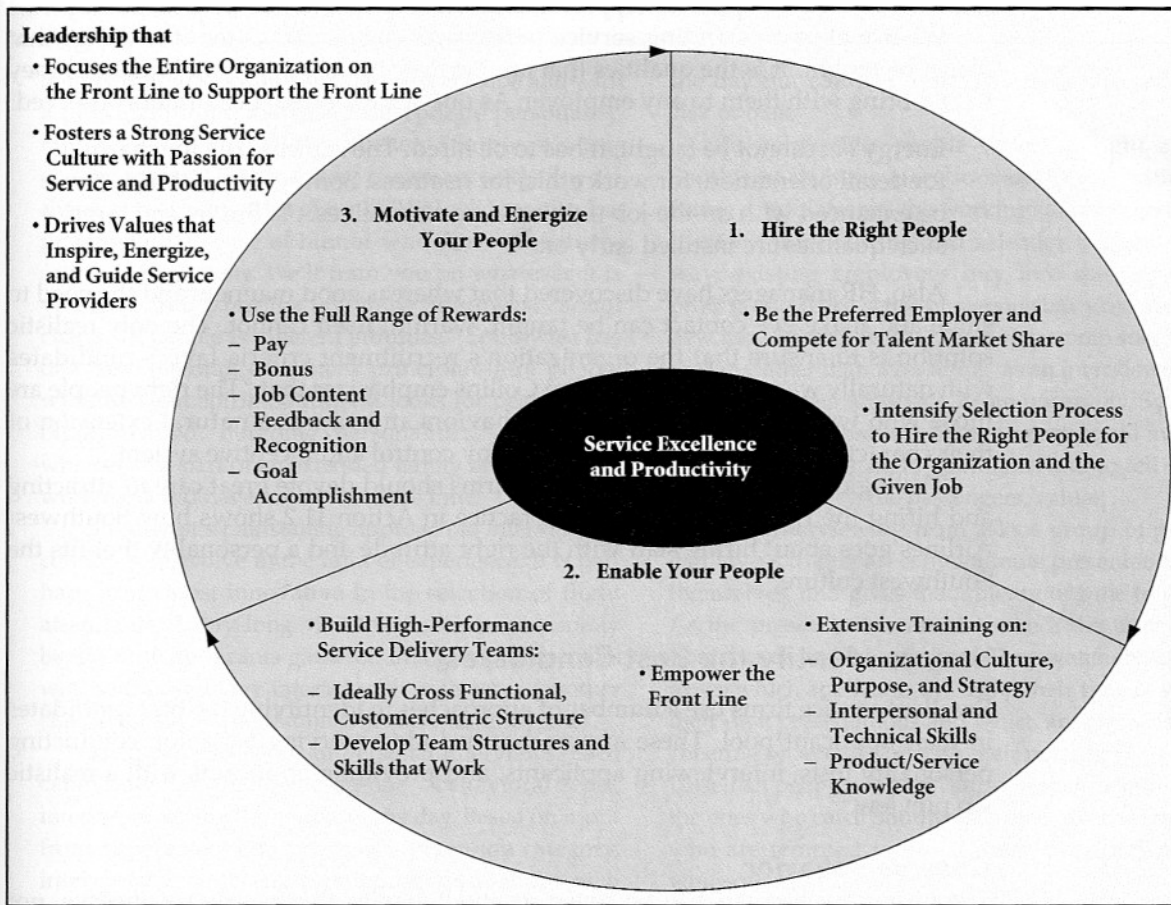 Leadership that
• Focuses the Entire Organization on
the Front Line to Support the Front Line
• Fosters a Strong Service
Culture with Passion for
Service and Productivity
• Drives Values that
Inspire, Energize,
and Guide Service
Providers
3. Motivate and Energize
Your People
• Use the Full Range of Rewards:
– Pay
– Bonus
– Job Content
– Feedback and
Recognition
– Goal
Accomplishment
1. Hire the Right People
• Be the Preferred Employer and
Compete for Talent Market Share
• Intensify Selection Process
to Hire the Right People for
the Organization and the
Given Job
Service Excellence
and Productivity
2. Enable Your People
• Build High-Performance
Service Delivery Teams:
– Ideally Cross Functional,
Customercentric Structure
– Develop Team Structures and
Skills that Work
• Empower the
Front Line
• Extensive Training on:
– Organizational Culture,
Purpose, and Strategy
– Interpersonal and
Technical Skills
– Product/Service
Knowledge